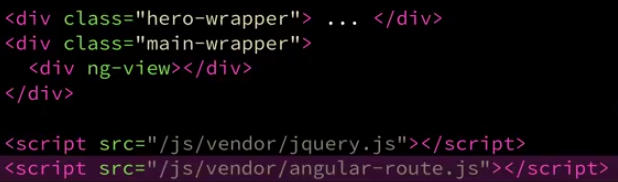 <div class="hero-wrapper"> ... </div>
<div class="main-wrapper">
  <div ng-view></div>
</div>
<script src="/js/vendor/jquery.js"></script>
<script src="/js/vendor/angular-route.js"></script>